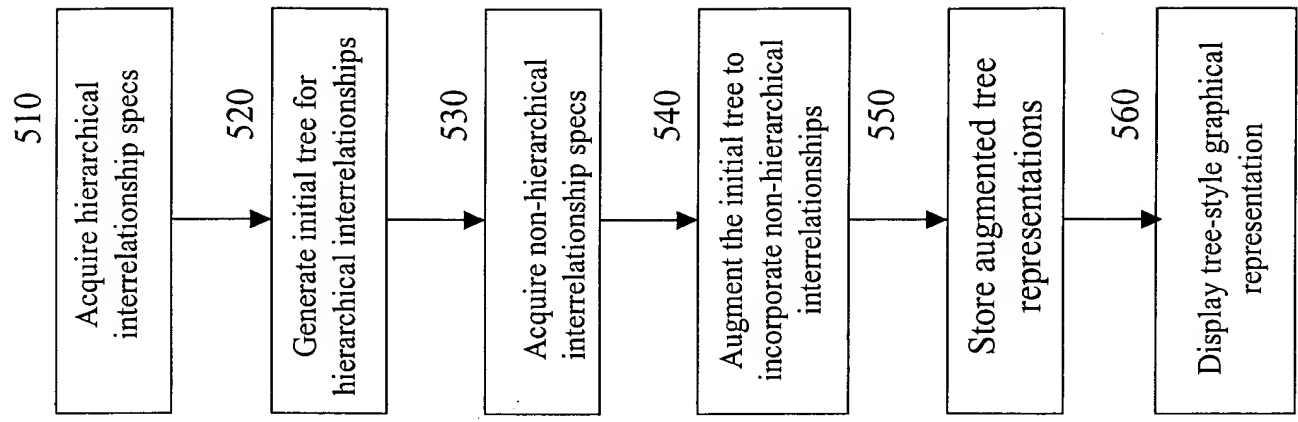 510
Acquire hierarchical
interrelationship specs
520
Generate initial tree for
hierarchical interrelationships
530
Acquire non-hierarchical
interrelationship specs
540
Augment the initial tree to
incorporate non-hierarchical
interrelationships
550
Store augmented tree
representations
560
Display tree-style graphical
representation